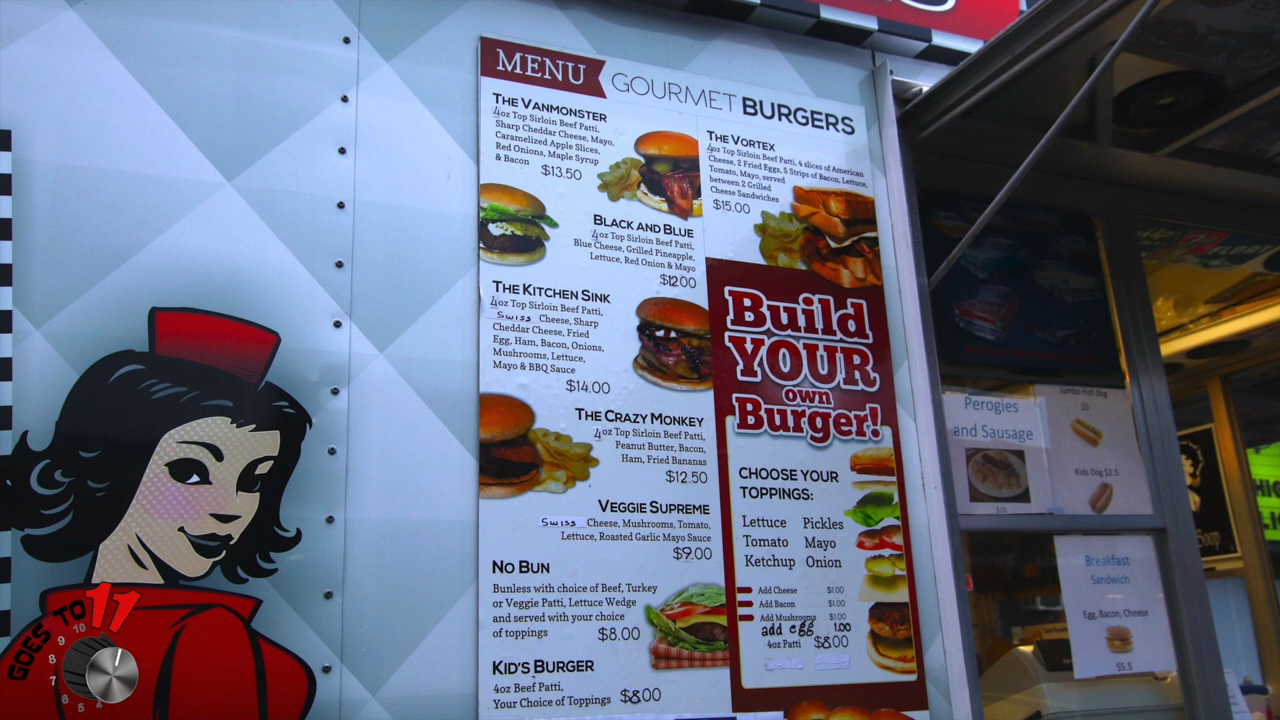 MENU
GOURMET BURGERS
THE VANMONSTER
4oz Top Sirloin Beef Patti,
Sharp Cheddar Cheese, Mayo,
Caramelized Apple Slices,
Red Onions, Maple Syrup
& Bacon
$13.50
BLACK AND BLUE
4oz Top Sirloin Beef Patti,
Blue Cheese, Grilled Pineapple,
Lettuce, Red Onion & Mayo
$12.00
THE KITCHEN SINK
4oz Top Sirloin Beef Patti,
Swiss Cheese, Sharp
Cheddar Cheese, Fried
Egg, Ham, Bacon, Onions,
Mushrooms, Lettuce,
Mayo & BBQ Sauce
$14.00
THE CRAZY MONKEY
4oz Top Sirloin Beef Patti,
Peanut Butter, Bacon,
Ham, Fried Bananas
$12.50
VEGGIE SUPREME
Swiss Cheese, Mushrooms, Tomato,
Lettuce, Roasted Garlic Mayo Sauce
$9.00
NO BUN
Bunless with choice of Beef, Turkey
or Veggie Patti, Lettuce Wedge
and served with your choice
of toppings
$8.00
KID'S BURGER
4oz Beef Patti,
Your Choice of Toppings $8.00
THE VORTEX
4oz Top Sirloin Beef Patti, 4 slices of American
Cheese, 2 Fried Eggs, 5 Strips of Bacon, Lettuce,
Tomato, Mayo, served
between 2 Grilled
Cheese Sandwiches
$15.00
Build
YOUR
own
Burger!
CHOOSE YOUR
TOPPINGS:
Lettuce Pickles
Tomato Mayo
Ketchup Onion
Add Cheese $1.00
Add Bacon $1.00
Add Mushrooms $1.00
add egg 1.00
4oz Patti $8.00
Perogies
and Sausage
$10
Jumbo Hot dog
$5
Kids Dog $2.5
Breakfast
Sandwich
Egg, Bacon, Cheese
$5.5
GOES TO 11
10
9
8
7
6
5
4